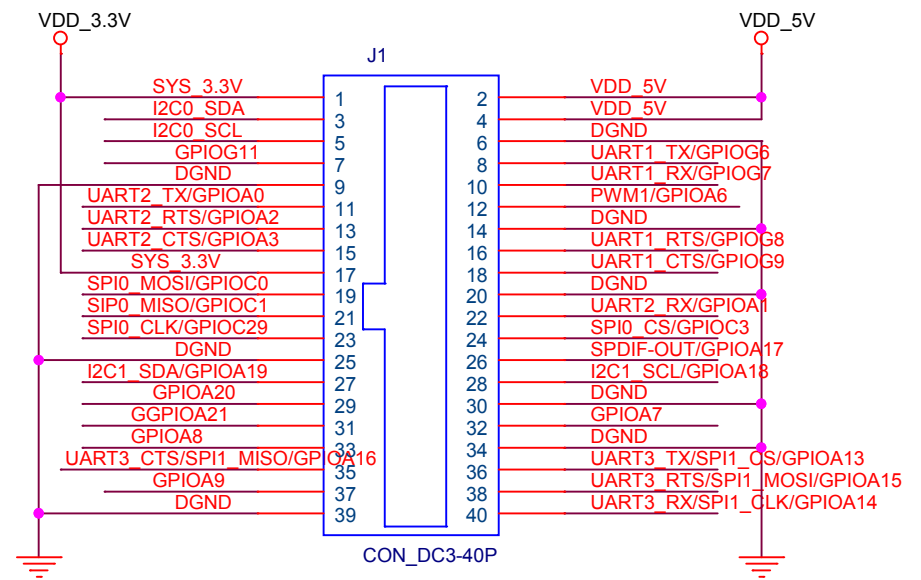 VDD_3.3V VDD_5V
J1
SYS_3.3V 1 2 VDD_5V
I2C0_SDA 3 4 VDD_5V
I2C0_SCL 5 6 DGND
GPIOG11 7 8 UART1_TX/GPIOG6
DGND 9 10 UART1_RX/GPIOG7
UART2_TX/GPIOA0 11 12 PWM1/GPIOA6
UART2_RTS/GPIOA2 13 14 DGND
UART2_CTS/GPIOA3 15 16 UART1_RTS/GPIOG8
SYS_3.3V 17 18 UART1_CTS/GPIOG9
SPI0_MOSI/GPIOC0 19 20 DGND
SIP0_MISO/GPIOC1 21 22 UART2_RX/GPIOA1
SPI0_CLK/GPIOC29 23 24 SPI0_CS/GPIOC3
DGND 25 26 SPDIF-OUT/GPIOA17
I2C1_SDA/GPIOA19 27 28 I2C1_SCL/GPIOA18
GPIOA20 29 30 DGND
GGPIOA21 31 32 GPIOA7
GPIOA8 33 34 DGND
UART3_CTS/SPI1_MISO/GPIOA16 35 36 UART3_TX/SPI1_CS/GPIOA13
GPIOA9 37 38 UART3_RTS/SPI1_MOSI/GPIOA15
DGND 39 40 UART3_RX/SPI1_CLK/GPIOA14
CON_DC3-40P